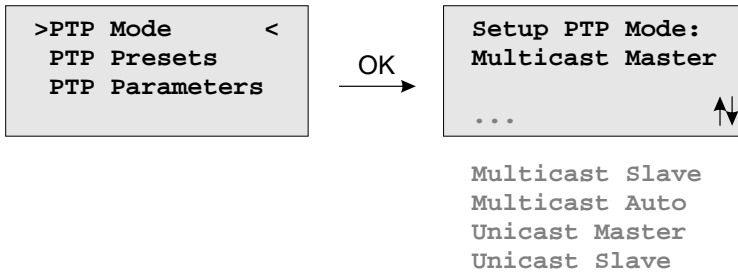 >PTP Mode <
PTP Presets
PTP Parameters
OK
Setup PTP Mode:
Multicast Master
...
Multicast Slave
Multicast Auto
Unicast Master
Unicast Slave